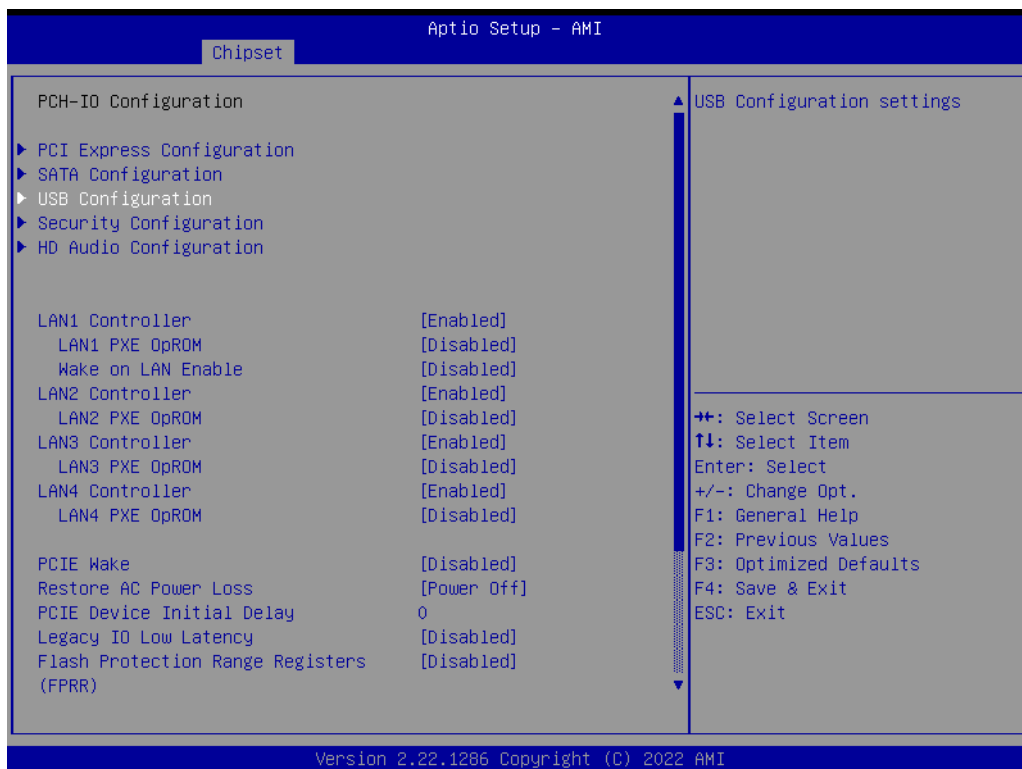 Aptio Setup - AMI
Chipset
PCH-IO Configuration
PCI Express Configuration
SATA Configuration
USB Configuration
Security Configuration
HD Audio Configuration
LAN1 Controller [Enabled]
LAN1 PXE OpROM [Disabled]
Wake on LAN Enable [Disabled]
LAN2 Controller [Enabled]
LAN2 PXE OpROM [Disabled]
LAN3 Controller [Enabled]
LAN3 PXE OpROM [Disabled]
LAN4 Controller [Enabled]
LAN4 PXE OpROM [Disabled]
PCIE Wake [Disabled]
Restore AC Power Loss [Power Off]
PCIE Device Initial Delay 0
Legacy IO Low Latency [Disabled]
Flash Protection Range Registers [Disabled]
(FPRR)
USB Configuration settings
→←: Select Screen
↑↓: Select Item
Enter: Select
+/-: Change Opt.
F1: General Help
F2: Previous Values
F3: Optimized Defaults
F4: Save & Exit
ESC: Exit
Version 2.22.1286 Copyright (C) 2022 AMI